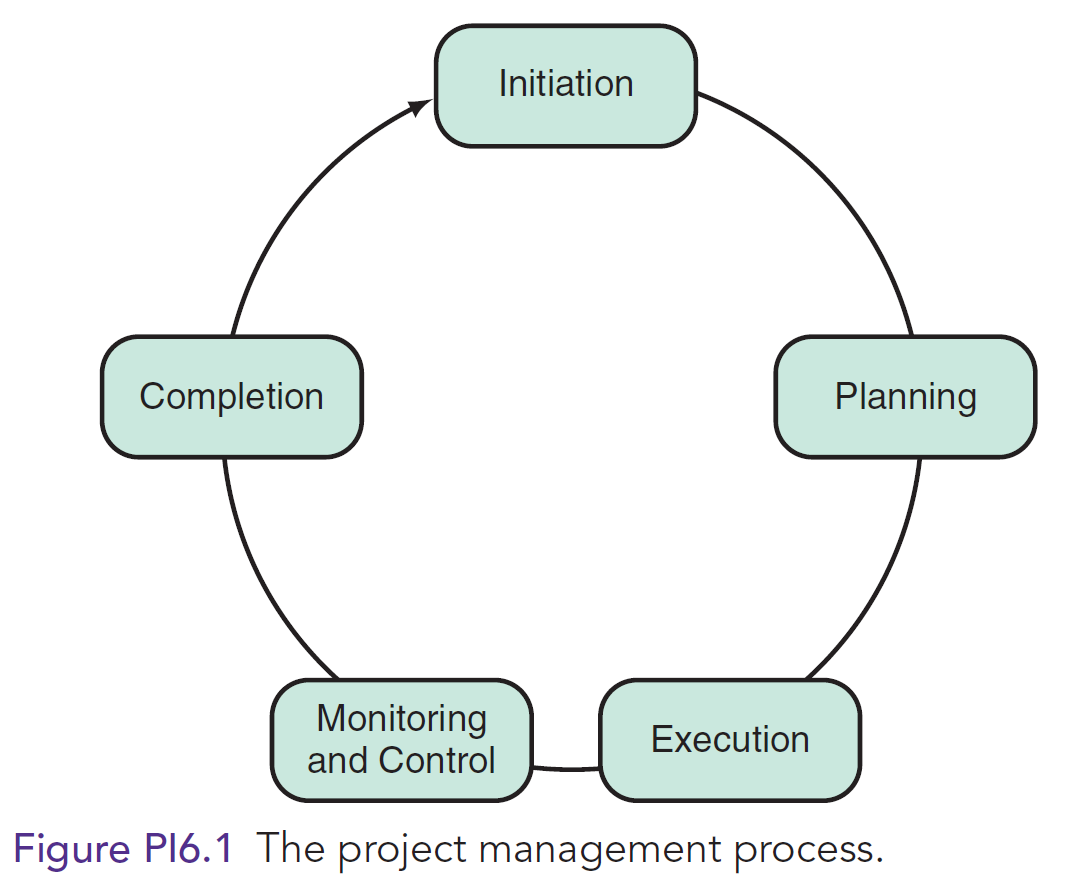 Initiation
Planning
Execution
Monitoring
and Control
Completion
Figure PI6.1 The project management process.